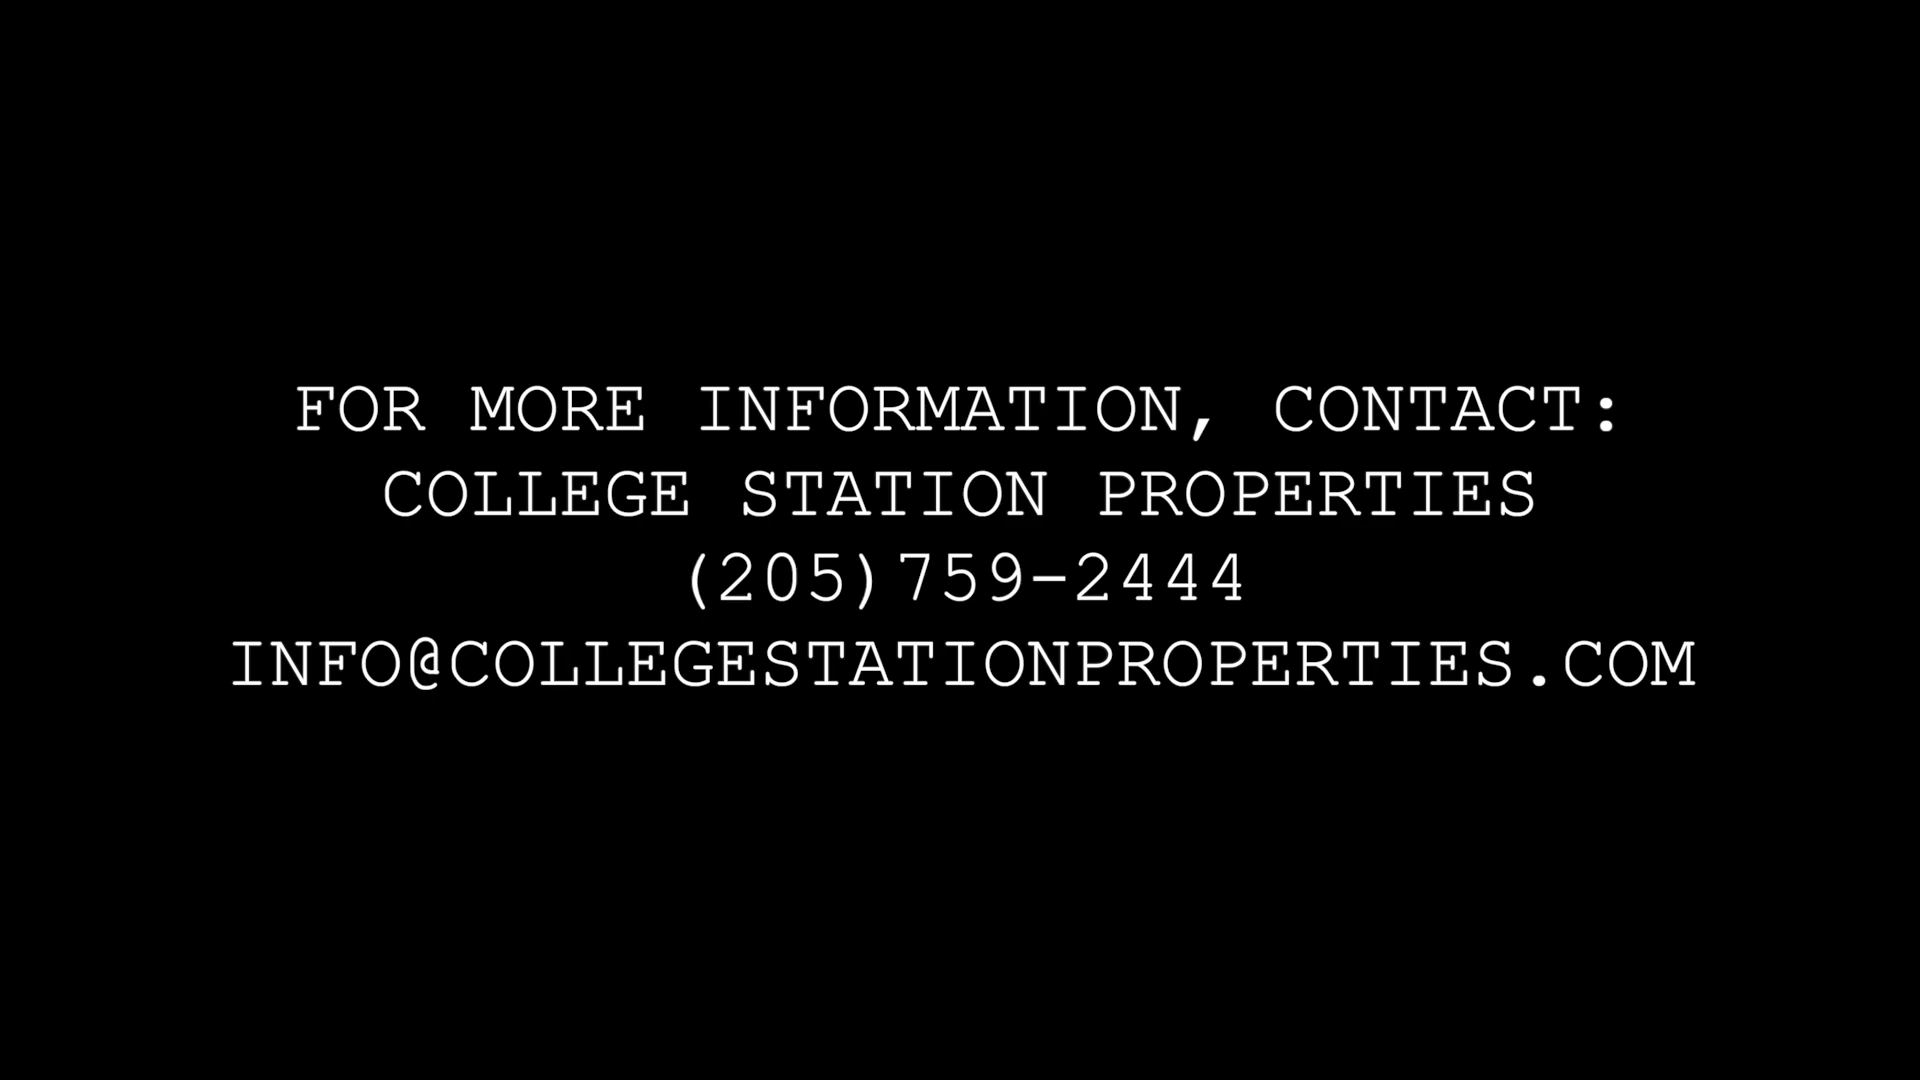 FOR MORE INFORMATION, CONTACT:
COLLEGE STATION PROPERTIES
(205)759-2444
INFO@COLLEGESTATIONPROPERTIES.COM